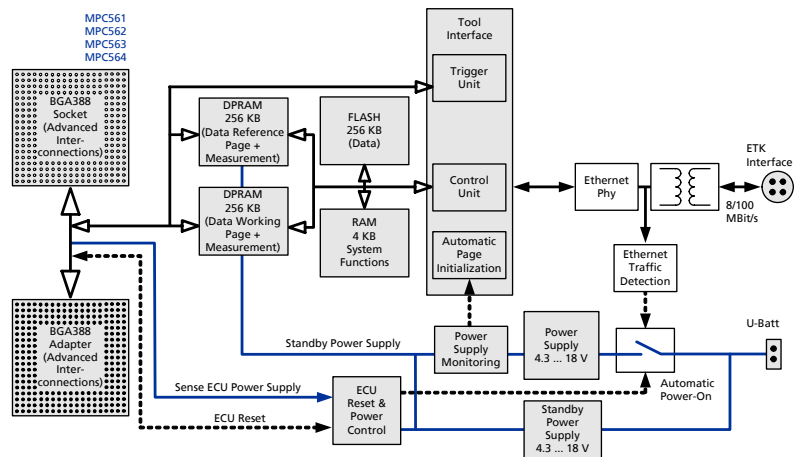 MPC561
MPC562
MPC563
MPC564
BGA388
Socket
(Advanced
Inter-
connections)
DPRAM
256 KB
(Data Reference
Page +
Measurement)
FLASH
256 KB
(Data)
Tool
Interface
Trigger
Unit
DPRAM
256 KB
(Data Working
Page +
Measurement)
RAM
4 KB
System
Functions
Control
Unit
Automatic
Page
Initialization
Ethernet
Phy
ETK
Interface
8/100
MBit/s
Ethernet
Traffic
Detection
BGA388
Adapter
(Advanced
Inter-
connections)
Standby Power Supply
Power
Supply
Monitoring
Power
Supply
4.3 ... 18 V
U-Batt
Automatic
Power-On
Sense ECU Power Supply
ECU Reset
ECU
Reset &
Power
Control
Standby
Power
Supply
4.3 ... 18 V